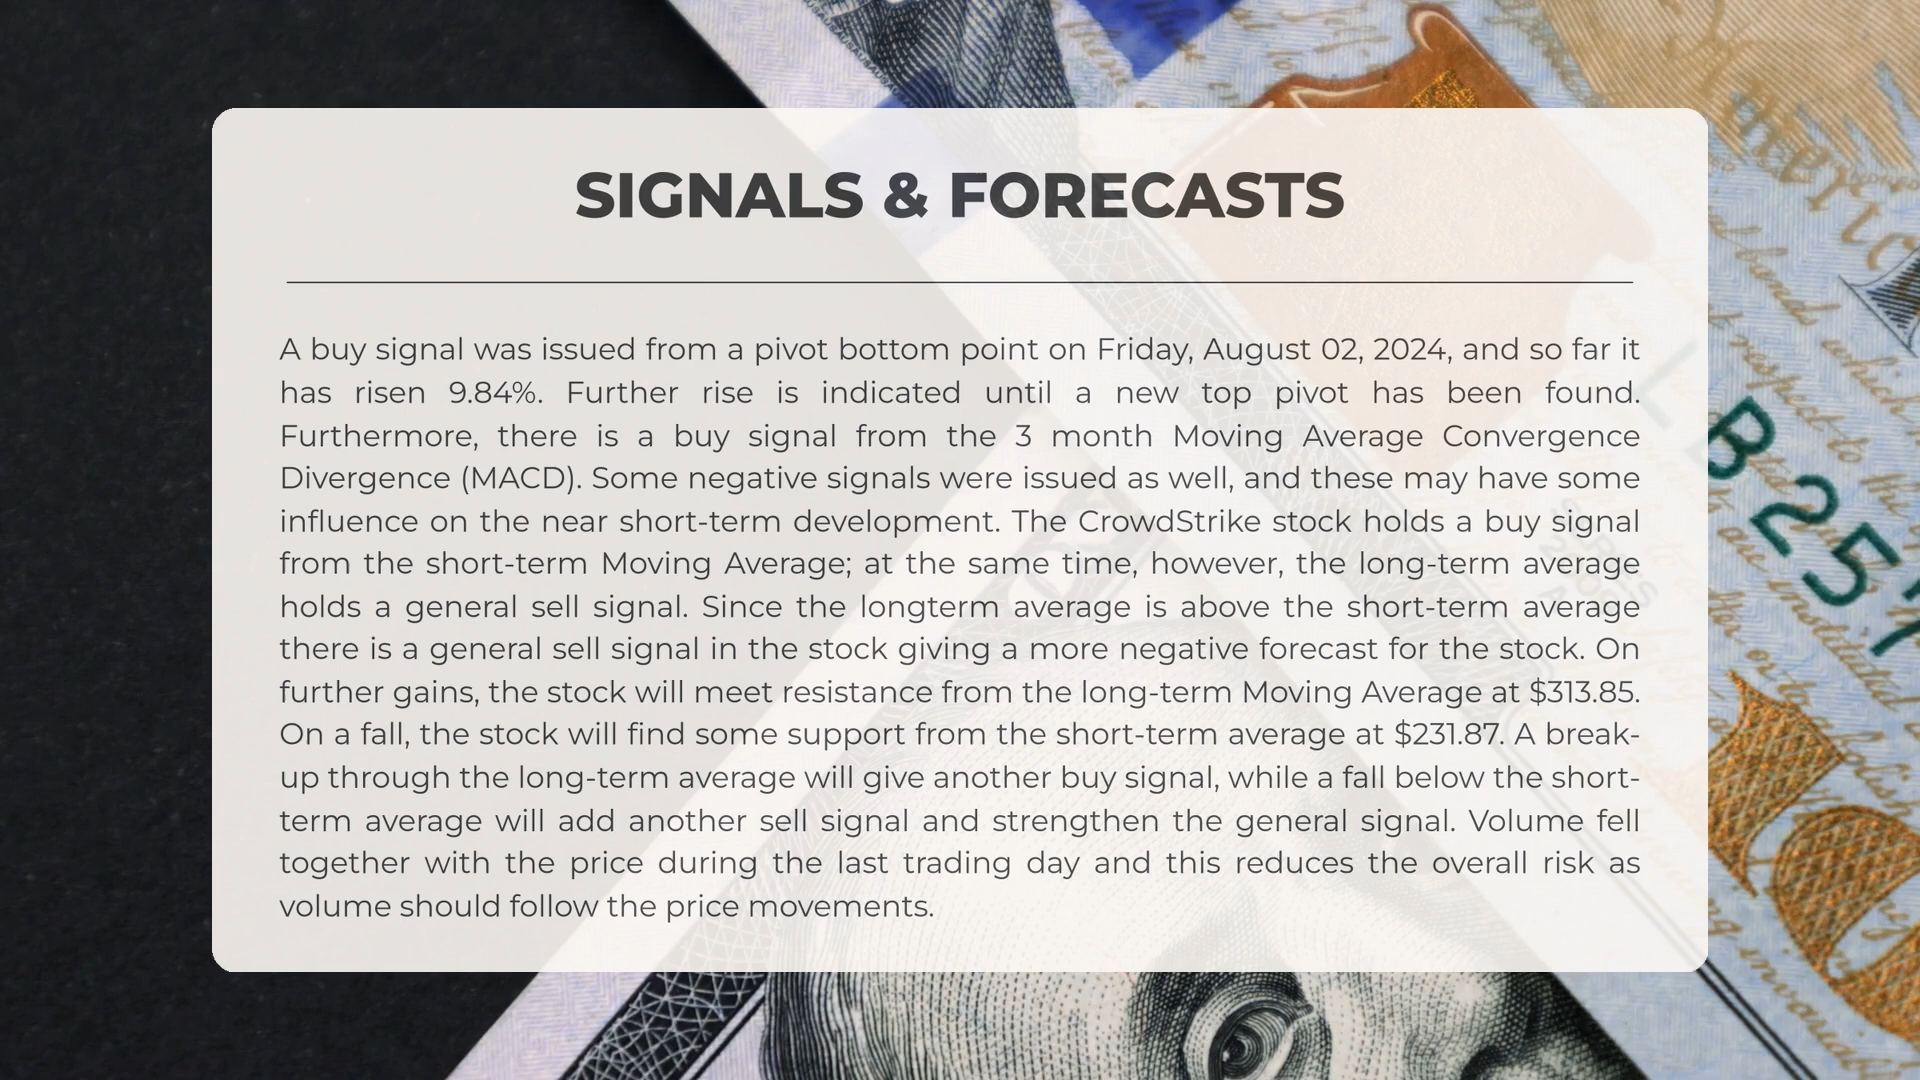 SIGNALS & FORECASTS
A buy signal was issued from a pivot bottom point on Friday, August 02, 2024, and so far it
has risen 9.84%. Further rise is indicated until a new top pivot has been found.
Furthermore, there is a buy signal from the 3 month Moving Average Convergence
Divergence (MACD). Some negative signals were issued as well, and these may have some
influence on the near short-term development. The CrowdStrike stock holds a buy signal
from the short-term Moving Average; at the same time, however, the long-term average
holds a general sell signal. Since the longterm average is above the short-term average
there is a general sell signal in the stock giving a more negative forecast for the stock. On
further gains, the stock will meet resistance from the long-term Moving Average at $313.85.
On a fall, the stock will find some support from the short-term average at $231.87. A break-
up through the long-term average will give another buy signal, while a fall below the short-
term average will add another sell signal and strengthen the general signal. Volume fell
together with the price during the last trading day and this reduces the overall risk as
volume should follow the price movements.
LB25